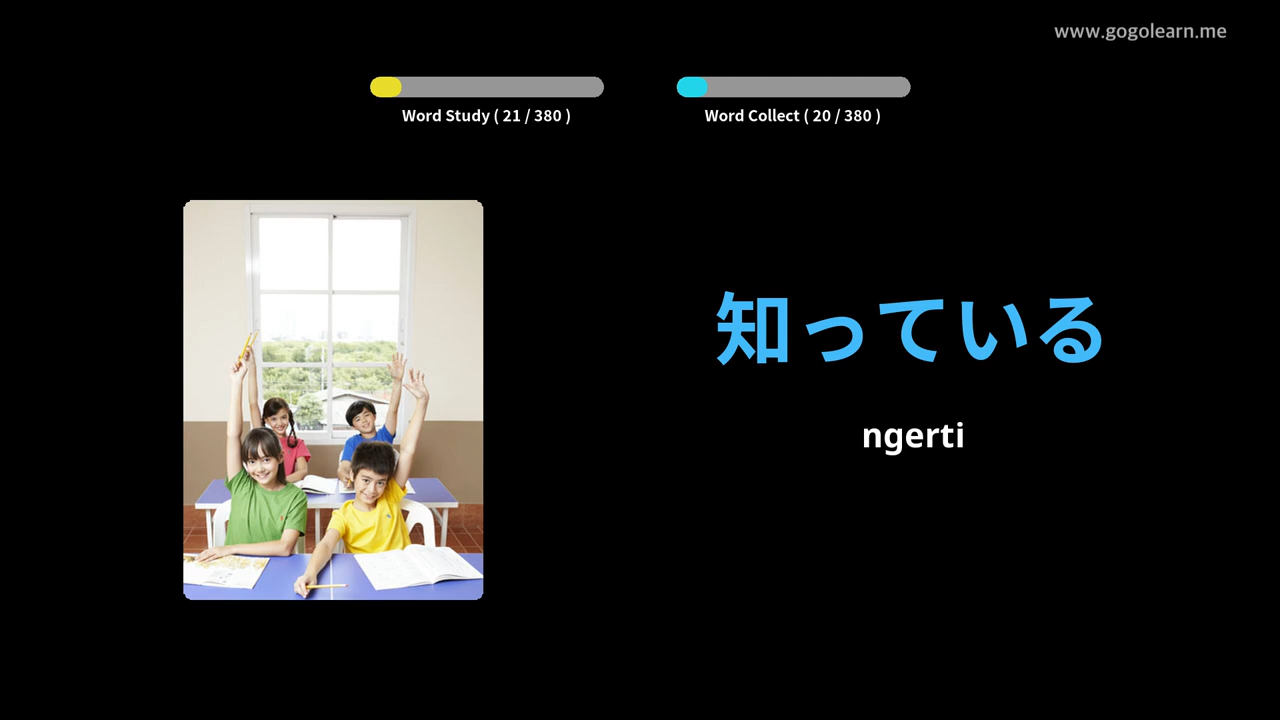 www.gogolearn.me
Word Study ( 21 / 380 )
Word Collect ( 20 / 380 )
知っている
ngerti